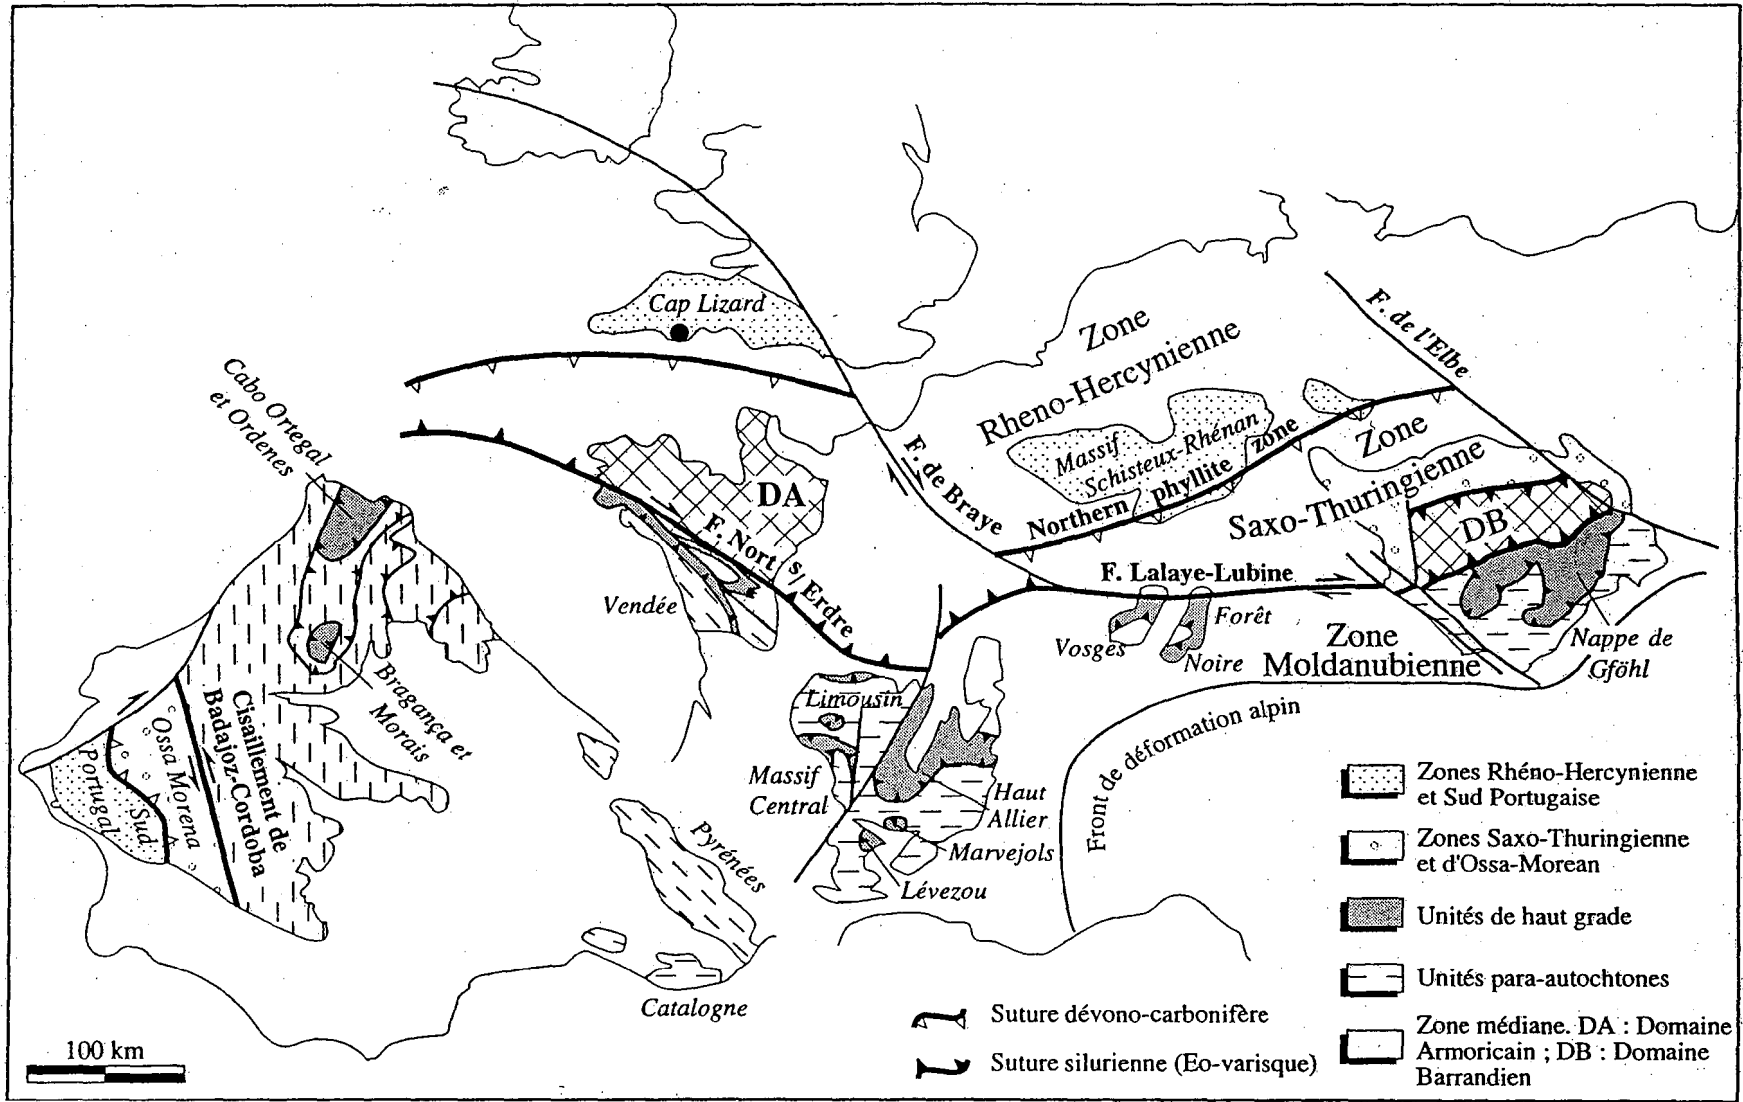 Cap Lizard
Zone
Rheno-Hercynienne
F. de l'Elbe
Cabo Ortegal
et Ordenes
Massif
Schisteux-Rhénan
Northern phyllite zone
Zone
Saxo-Thuringienne
F. de Braye
DA
DB
F. Nort s/ Erdre
F. Lalaye-Lubine
Vendée
Vosges
Forêt
Noire
Zone
Moldanubienne
Nappe de
Gföhl
Bragança et
Morais
Cisaillement de
Badajoz-Cordoba
Ossa Morena
Portugal
Sud
Limousin
Massif
Central
Haut
Allier
Marvejols
Lévezou
Pyrénées
Catalogne
Front de déformation alpin
Zones Rhéno-Hercynienne
et Sud Portugaise
Zones Saxo-Thuringienne
et d'Ossa-Morean
Unités de haut grade
Unités para-autochtones
Zone médiane. DA : Domaine
Armoricain ; DB : Domaine
Barrandien
Suture dévono-carbonifère
Suture silurienne (Eo-varisque)
100 km